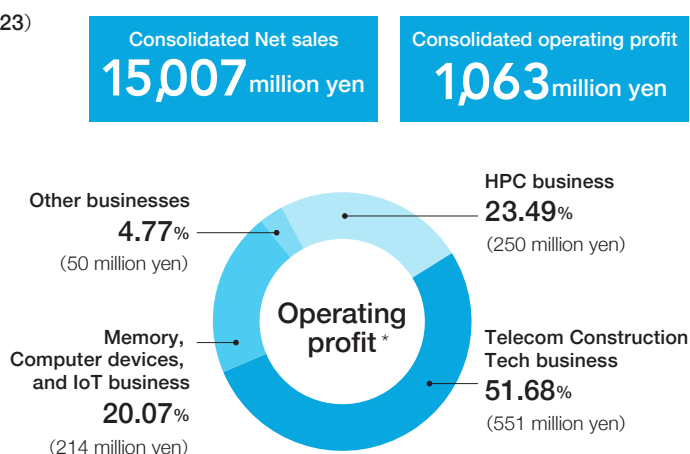 23)
Consolidated Net sales
15,007 million yen
Consolidated operating profit
1,063 million yen
Other businesses
4.77%
(50 million yen)
HPC business
23.49%
(250 million yen)
Operating
profit *
Memory,
Computer devices,
and IoT business
20.07%
(214 million yen)
Telecom Construction
Tech business
51.68%
(551 million yen)